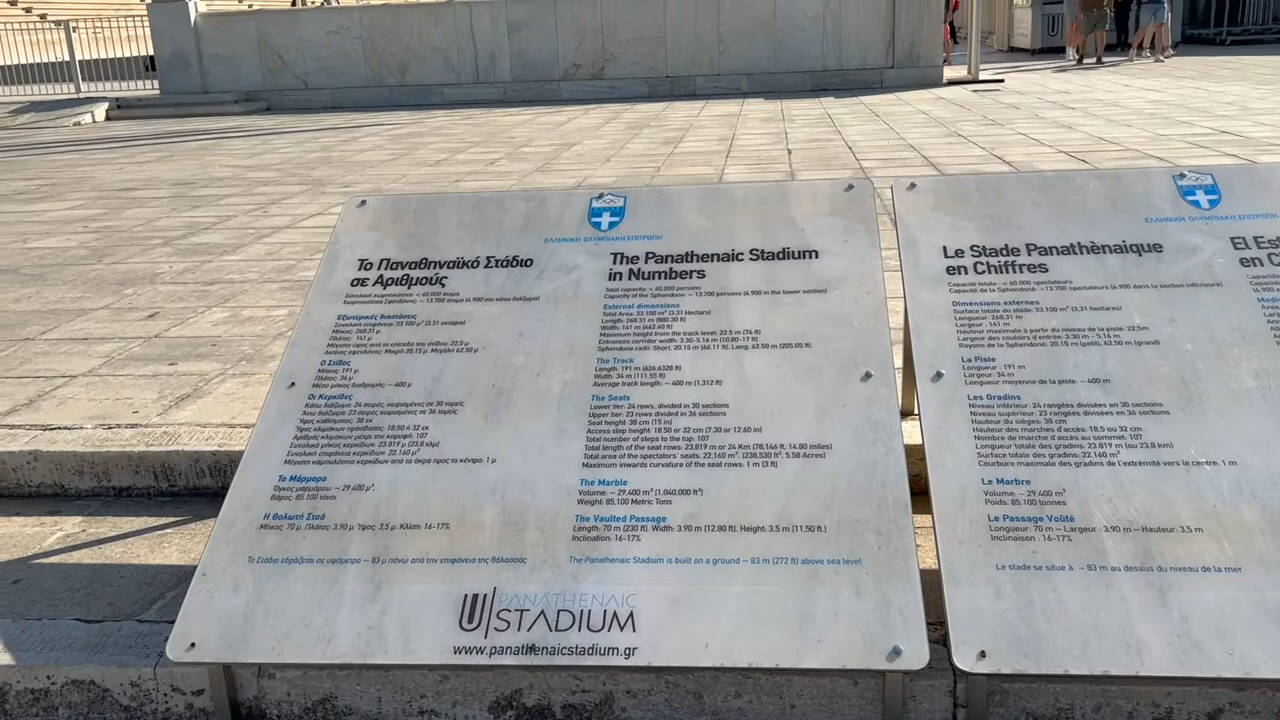 ΕΛΛΗΝΙΚΗ ΟΛΥΜΠΙΑΚΗ ΕΠΙΤΡΟΠΗ
Το Παναθηναϊκό Στάδιο
σε Αριθμούς
Συνολική χωρητικότητα: < 60.000 άτομα
Χωρητικότητα Σφενδόνης: ~ 13.700 άτομα (4.900 στο κάτω διάζωμα)
Εξωτερικές διαστάσεις
Συνολική επιφάνεια: 33.100 μ² (3,31 εκτάρια)
Μήκος: 268,31 μ
Πλάτος: 141 μ
Μέγιστο ύψος από το επίπεδο του στίβου: 22.5 μ
Ακτίνες σφενδόνης: Μικρή 20,15 μ. Μεγάλη 62,50 μ
Ο Στίβος
Μήκος: 191 μ
Πλάτος: 34 μ
Μέσο μήκος διαδρομής: ~ 400 μ
Οι Κερκίδες
Κάτω διάζωμα: 24 σειρές, χωρισμένες σε 30 τομείς
Άνω διάζωμα: 23 σειρές χωρισμένες σε 36 τομείς
Ύψος καθίσματος: 38 εκ
Ύψος κλιμάκων πρόσβασης: 18,50 ή 32 εκ
Αριθμός κλιμάκων μέχρι την κορυφή: 107
Συνολικό μήκος κερκίδων: 23.819 μ (23,8 χλμ)
Συνολική επιφάνεια κερκίδων: 22.160 μ²
Μέγιστη καμπυλότητα κερκίδων από τα άκρα προς το κέντρο: 1 μ
Το Μάρμαρο
Όγκος μαρμάρου: ~ 29.400 μ³.
Βάρος: 85.100 τόνοι
Η Θολωτή Στοά
Μήκος: 70 μ. Πλάτος: 3,90 μ. Ύψος: 3,5 μ. Κλίση: 16-17%
Το Στάδιο εδράζεται σε υψόμετρο ~ 83 μ πάνω από την επιφάνεια της θάλασσας
The Panathenaic Stadium
in Numbers
Total capacity: < 60.000 persons
Capacity of the Sphendone: ~ 13.700 persons (4.900 in the lower section)
External dimensions
Total Area: 33.100 m² (3,31 Hectars)
Length: 268.31 m (880.30 ft)
Width: 141 m (462.60 ft)
Maximum height from the track level: 22.5 m (74 ft)
Entrances corridor width: 3.30-5.16 m (10.80-17 ft)
Sphendone radii: Short, 20.15 m (66.11 ft), Long, 62.50 m (205.05 ft).
The Track
Length: 191 m (626.6328 ft)
Width: 34 m (111.55 ft)
Average track length: ~ 400 m (1,312 ft)
The Seats
Lower tier: 24 rows, divided in 30 sections
Upper tier: 23 rows divided in 36 sections
Seat height: 38 cm (15 in)
Access step height: 18.50 or 32 cm (7.30 or 12.60 in)
Total number of steps to the top: 107
Total length of the seat rows: 23,819 m or 24 Km (78,146 ft, 14.80 miles)
Total area of the spectators' seats: 22,160 m², (238,530 ft², 5.58 Acres)
Maximum inwards curvature of the seat rows: 1 m (3 ft)
The Marble
Volume: ~ 29.400 m³ (1,040,000 ft³)
Weight: 85,100 Metric Tons
The Vaulted Passage
Length: 70 m (230 ft). Width: 3.90 m (12.80 ft). Height: 3.5 m (11,50 ft.)
Inclination: 16-17%
The Panathenaic Stadium is built on a ground ~ 83 m (272 ft) above sea level
PANATHENAIC
STADIUM
www.panathenaicstadium.gr
ΕΛΛΗΝΙΚΗ ΟΛΥΜΠΙΑΚΗ ΕΠΙΤΡΟΠΗ
Le Stade Panathènaique
en Chiffres
Capacité totale: < 60.000 spectateurs
Capacité de la Sphendonè: ~ 13.700 spectateurs (4.900 dans la section inférieure)
Dimensions externes
Surface totale du stade: 33.100 m² (3,31 hectares)
Longueur: 268,31 m
Largeur: 141 m
Hauteur maximale à partir du niveau de la piste: 22,5m
Largeur des couloirs d'entrée: 3.30 m - 5,16 m
Rayons de la Sphendonè: 20,15 m (petit), 62,50 m (grand)
La Piste
Longueur: 191 m
Largeur: 34 m
Longueur moyenne de la piste: ~ 400 m
Les Gradins
Niveau inférieur: 24 rangées divisées en 30 sections
Niveau supérieur: 23 rangées divisées en 36 sections
Hauteur du sièges: 38 cm
Hauteur des marches d'accès: 18,5 ou 32 cm
Nombre de marche d'accès au sommet: 107
Longueur totale des gradins: 23,819 m (ou 23,8 km)
Surface totale des gradins: 22.160 m²
Courbure maximale des gradins de l'extrémité vers le centre: 1 m
Le Marbre
Volume: ~ 29.400 m³
Poids: 85.100 tonnes
Le Passage Voûté
Longueur: 70 m – Largeur: 3,90 m – Hauteur: 3,5 m
Inclinaison: 16-17%
Le stade se situe à ~ 83 m au dessus du niveau de la mer
El Est
en C